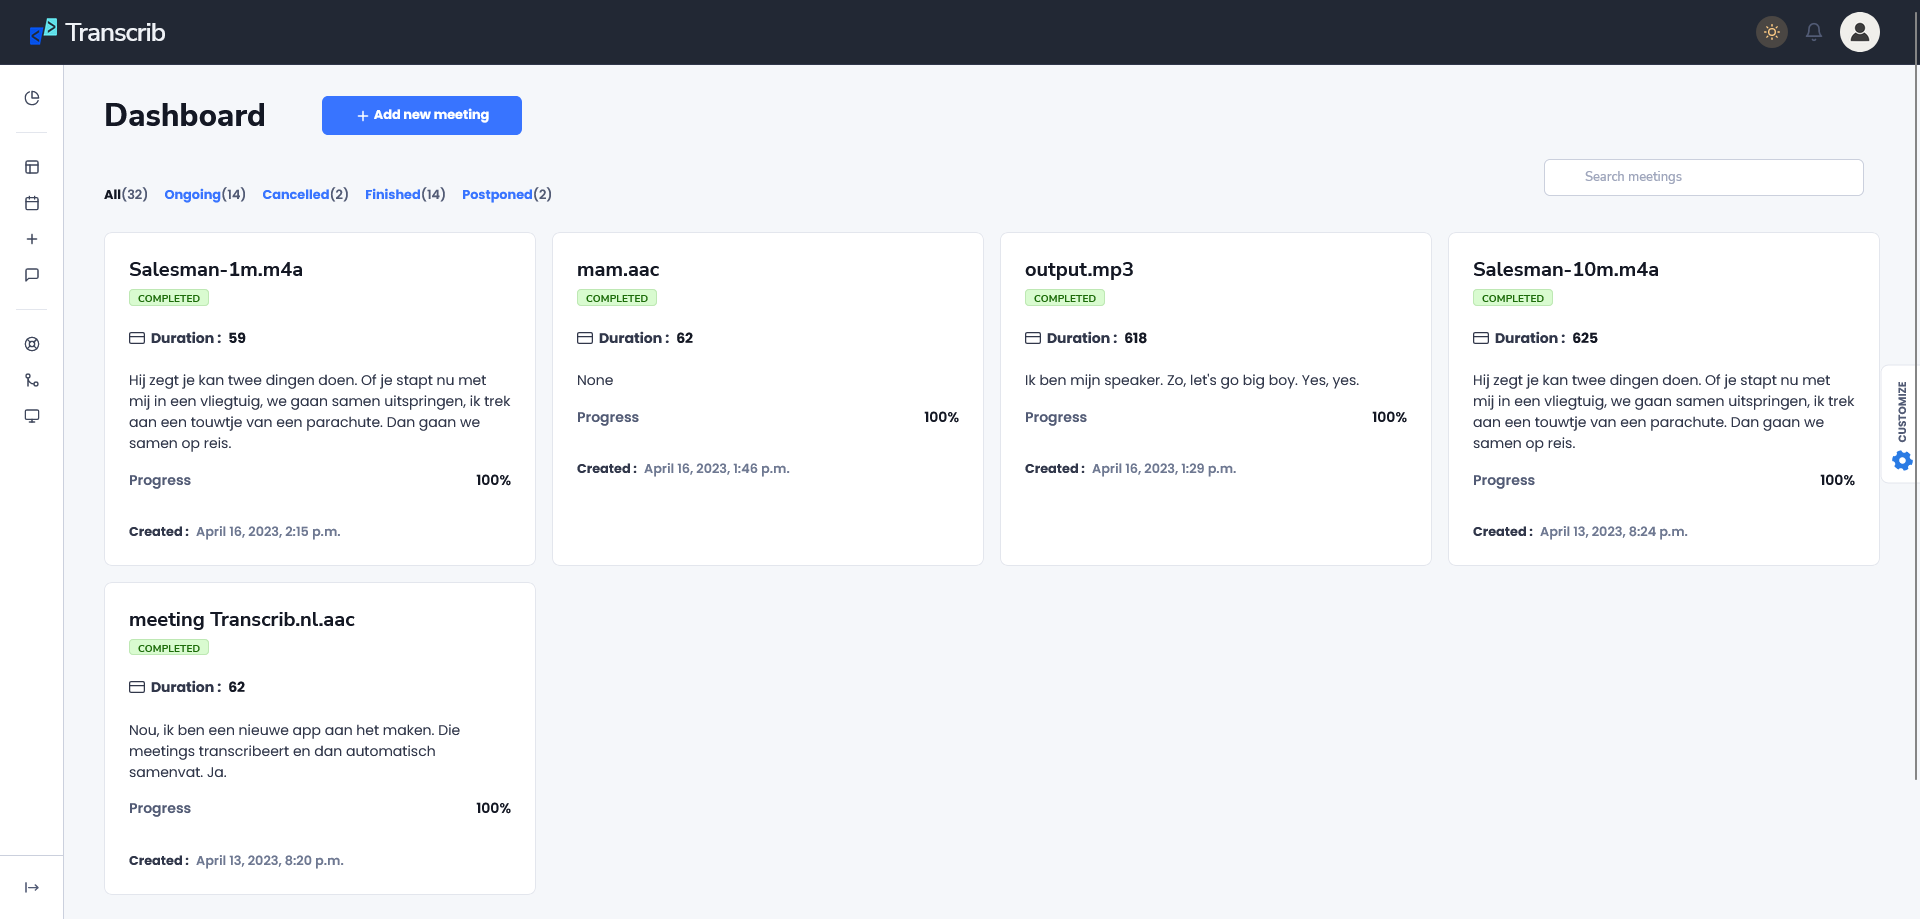 Transcrib
Dashboard
+ Add new meeting
All(32) Ongoing(14) Cancelled(2) Finished(14) Postponed(2)
Search meetings
Salesman-1m.m4a
COMPLETED
Duration : 59
Hij zegt je kan twee dingen doen. Of je stapt nu met
mij in een vliegtuig, we gaan samen uitspringen, ik trek
aan een touwtje van een parachute. Dan gaan we
samen op reis.
Progress 100%
Created : April 16, 2023, 2:15 p.m.
mam.aac
COMPLETED
Duration : 62
None
Progress 100%
Created : April 16, 2023, 1:46 p.m.
output.mp3
COMPLETED
Duration : 618
Ik ben mijn speaker. Zo, let's go big boy. Yes, yes.
Progress 100%
Created : April 16, 2023, 1:29 p.m.
Salesman-10m.m4a
COMPLETED
Duration : 625
Hij zegt je kan twee dingen doen. Of je stapt nu met
mij in een vliegtuig, we gaan samen uitspringen, ik trek
aan een touwtje van een parachute. Dan gaan we
samen op reis.
Progress 100%
Created : April 13, 2023, 8:24 p.m.
CUSTOMIZE
meeting Transcrib.nl.aac
COMPLETED
Duration : 62
Nou, ik ben een nieuwe app aan het maken. Die
meetings transcribeert en dan automatisch
samenvat. Ja.
Progress 100%
Created : April 13, 2023, 8:20 p.m.